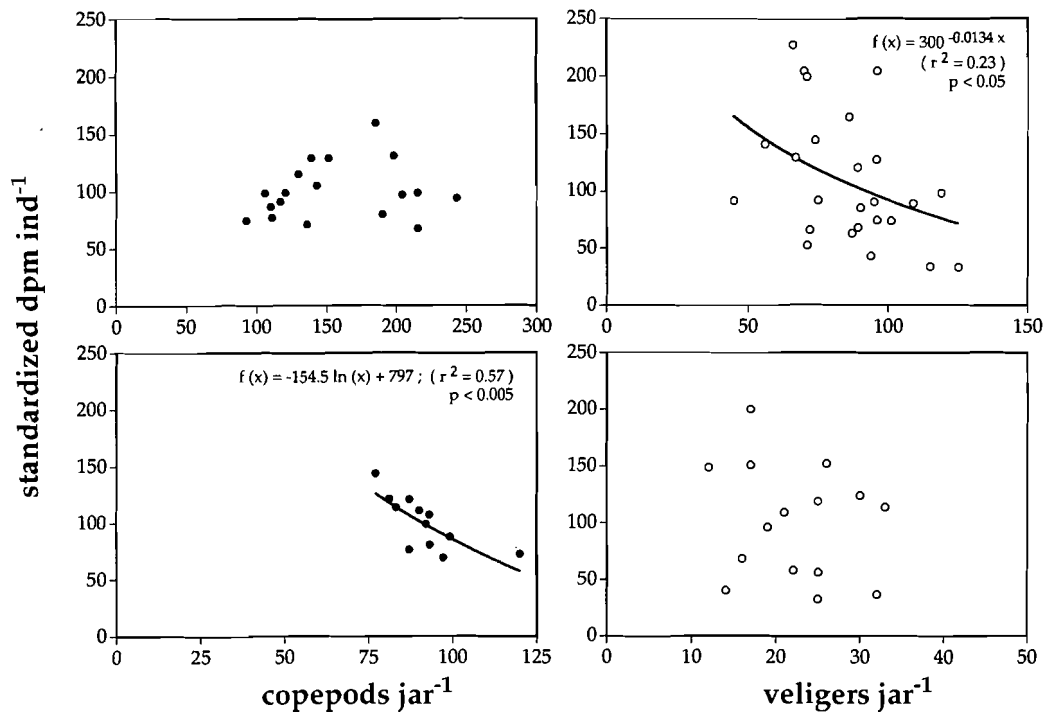 standardized dpm ind-1
250
200
150
100
50
0
0 50 100 150 200 250 300
250
200
150
100
50
0
f (x) = 300 -0.0134 x
( r 2 = 0.23 )
p < 0.05
0 50 100 150
250
200
150
100
50
0
f (x) = -154.5 ln (x) + 797 ; ( r 2 = 0.57 )
p < 0.005
0 25 50 75 100 125
copepods jar-1
250
200
150
100
50
0
0 10 20 30 40 50
veligers jar-1